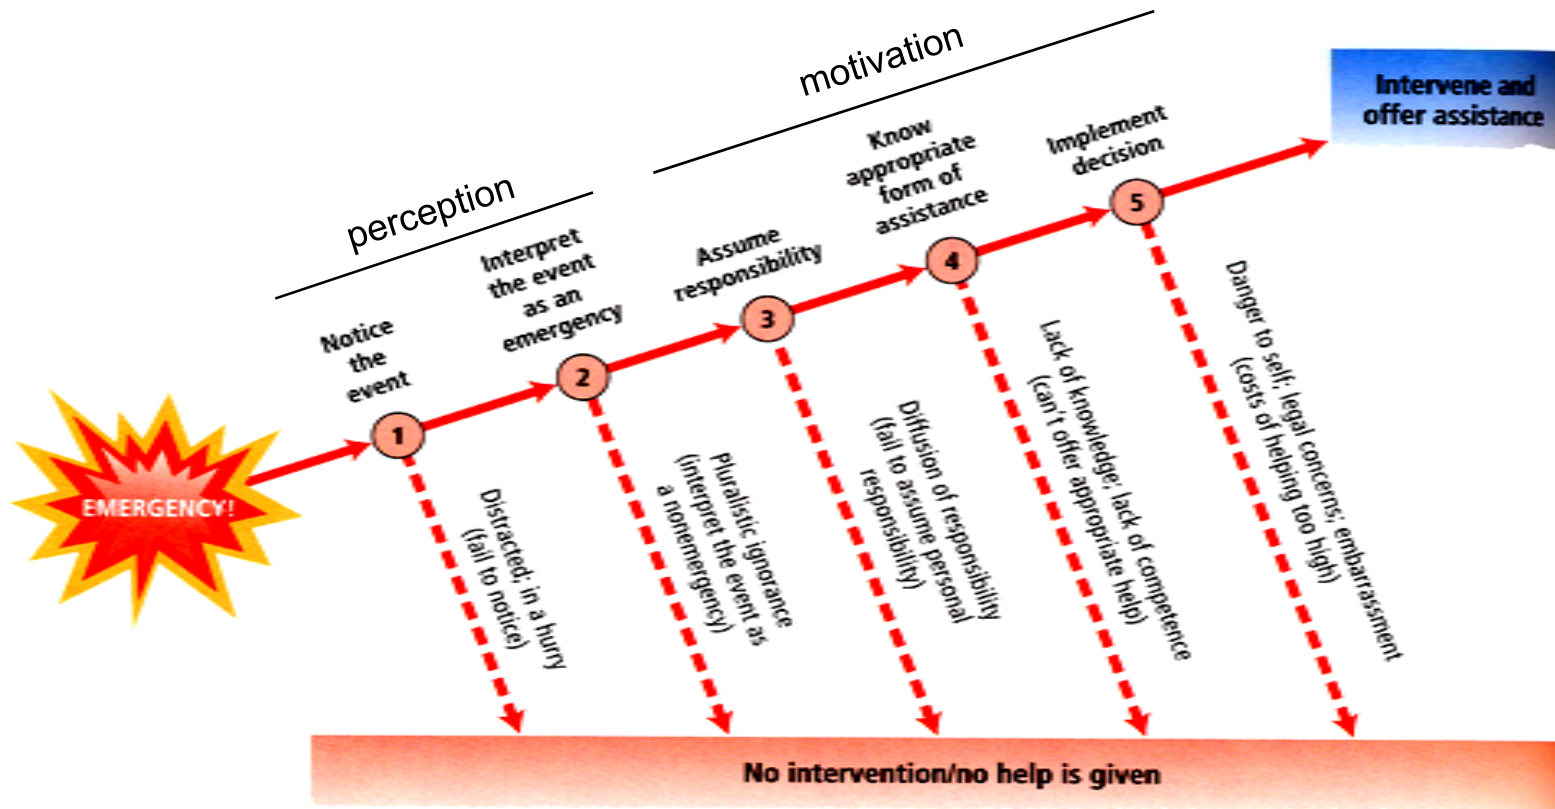 perception
motivation
EMERGENCY!
1
Notice
the
event
Distracted; in a hurry
(fail to notice)
2
Interpret
the event
as an
emergency
Pluralistic ignorance
(interpret the event as
a nonemergency)
3
Assume
responsibility
Diffusion of responsibility
(fail to assume personal
responsibility)
4
Know
appropriate
form of
assistance
Lack of knowledge; lack of competence
(can't offer appropriate help)
5
Implement
decision
Danger to self; legal concerns; embarrassment
(costs of helping too high)
Intervene and
offer assistance
No intervention/no help is given